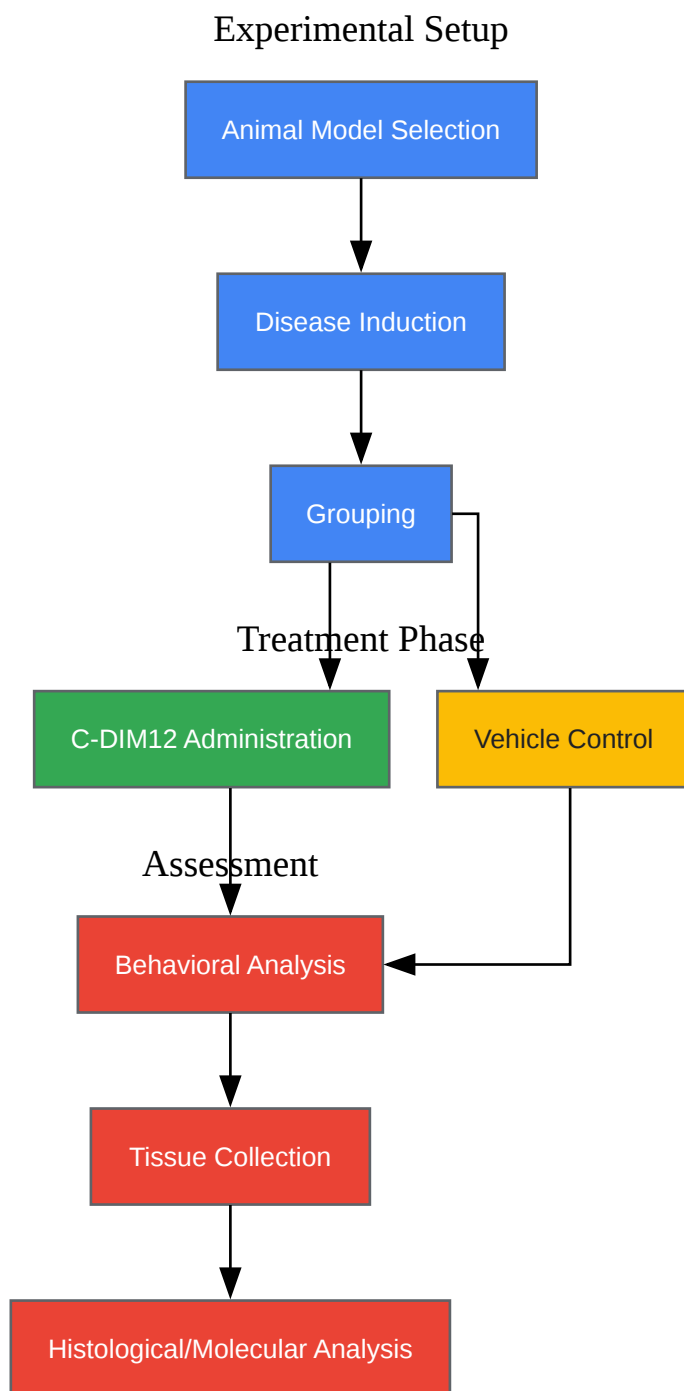 Experimental Setup
Animal Model Selection
Disease Induction
Grouping
Treatment Phase
C-DIM12 Administration
Vehicle Control
Assessment
Behavioral Analysis
Tissue Collection
Histological/Molecular Analysis